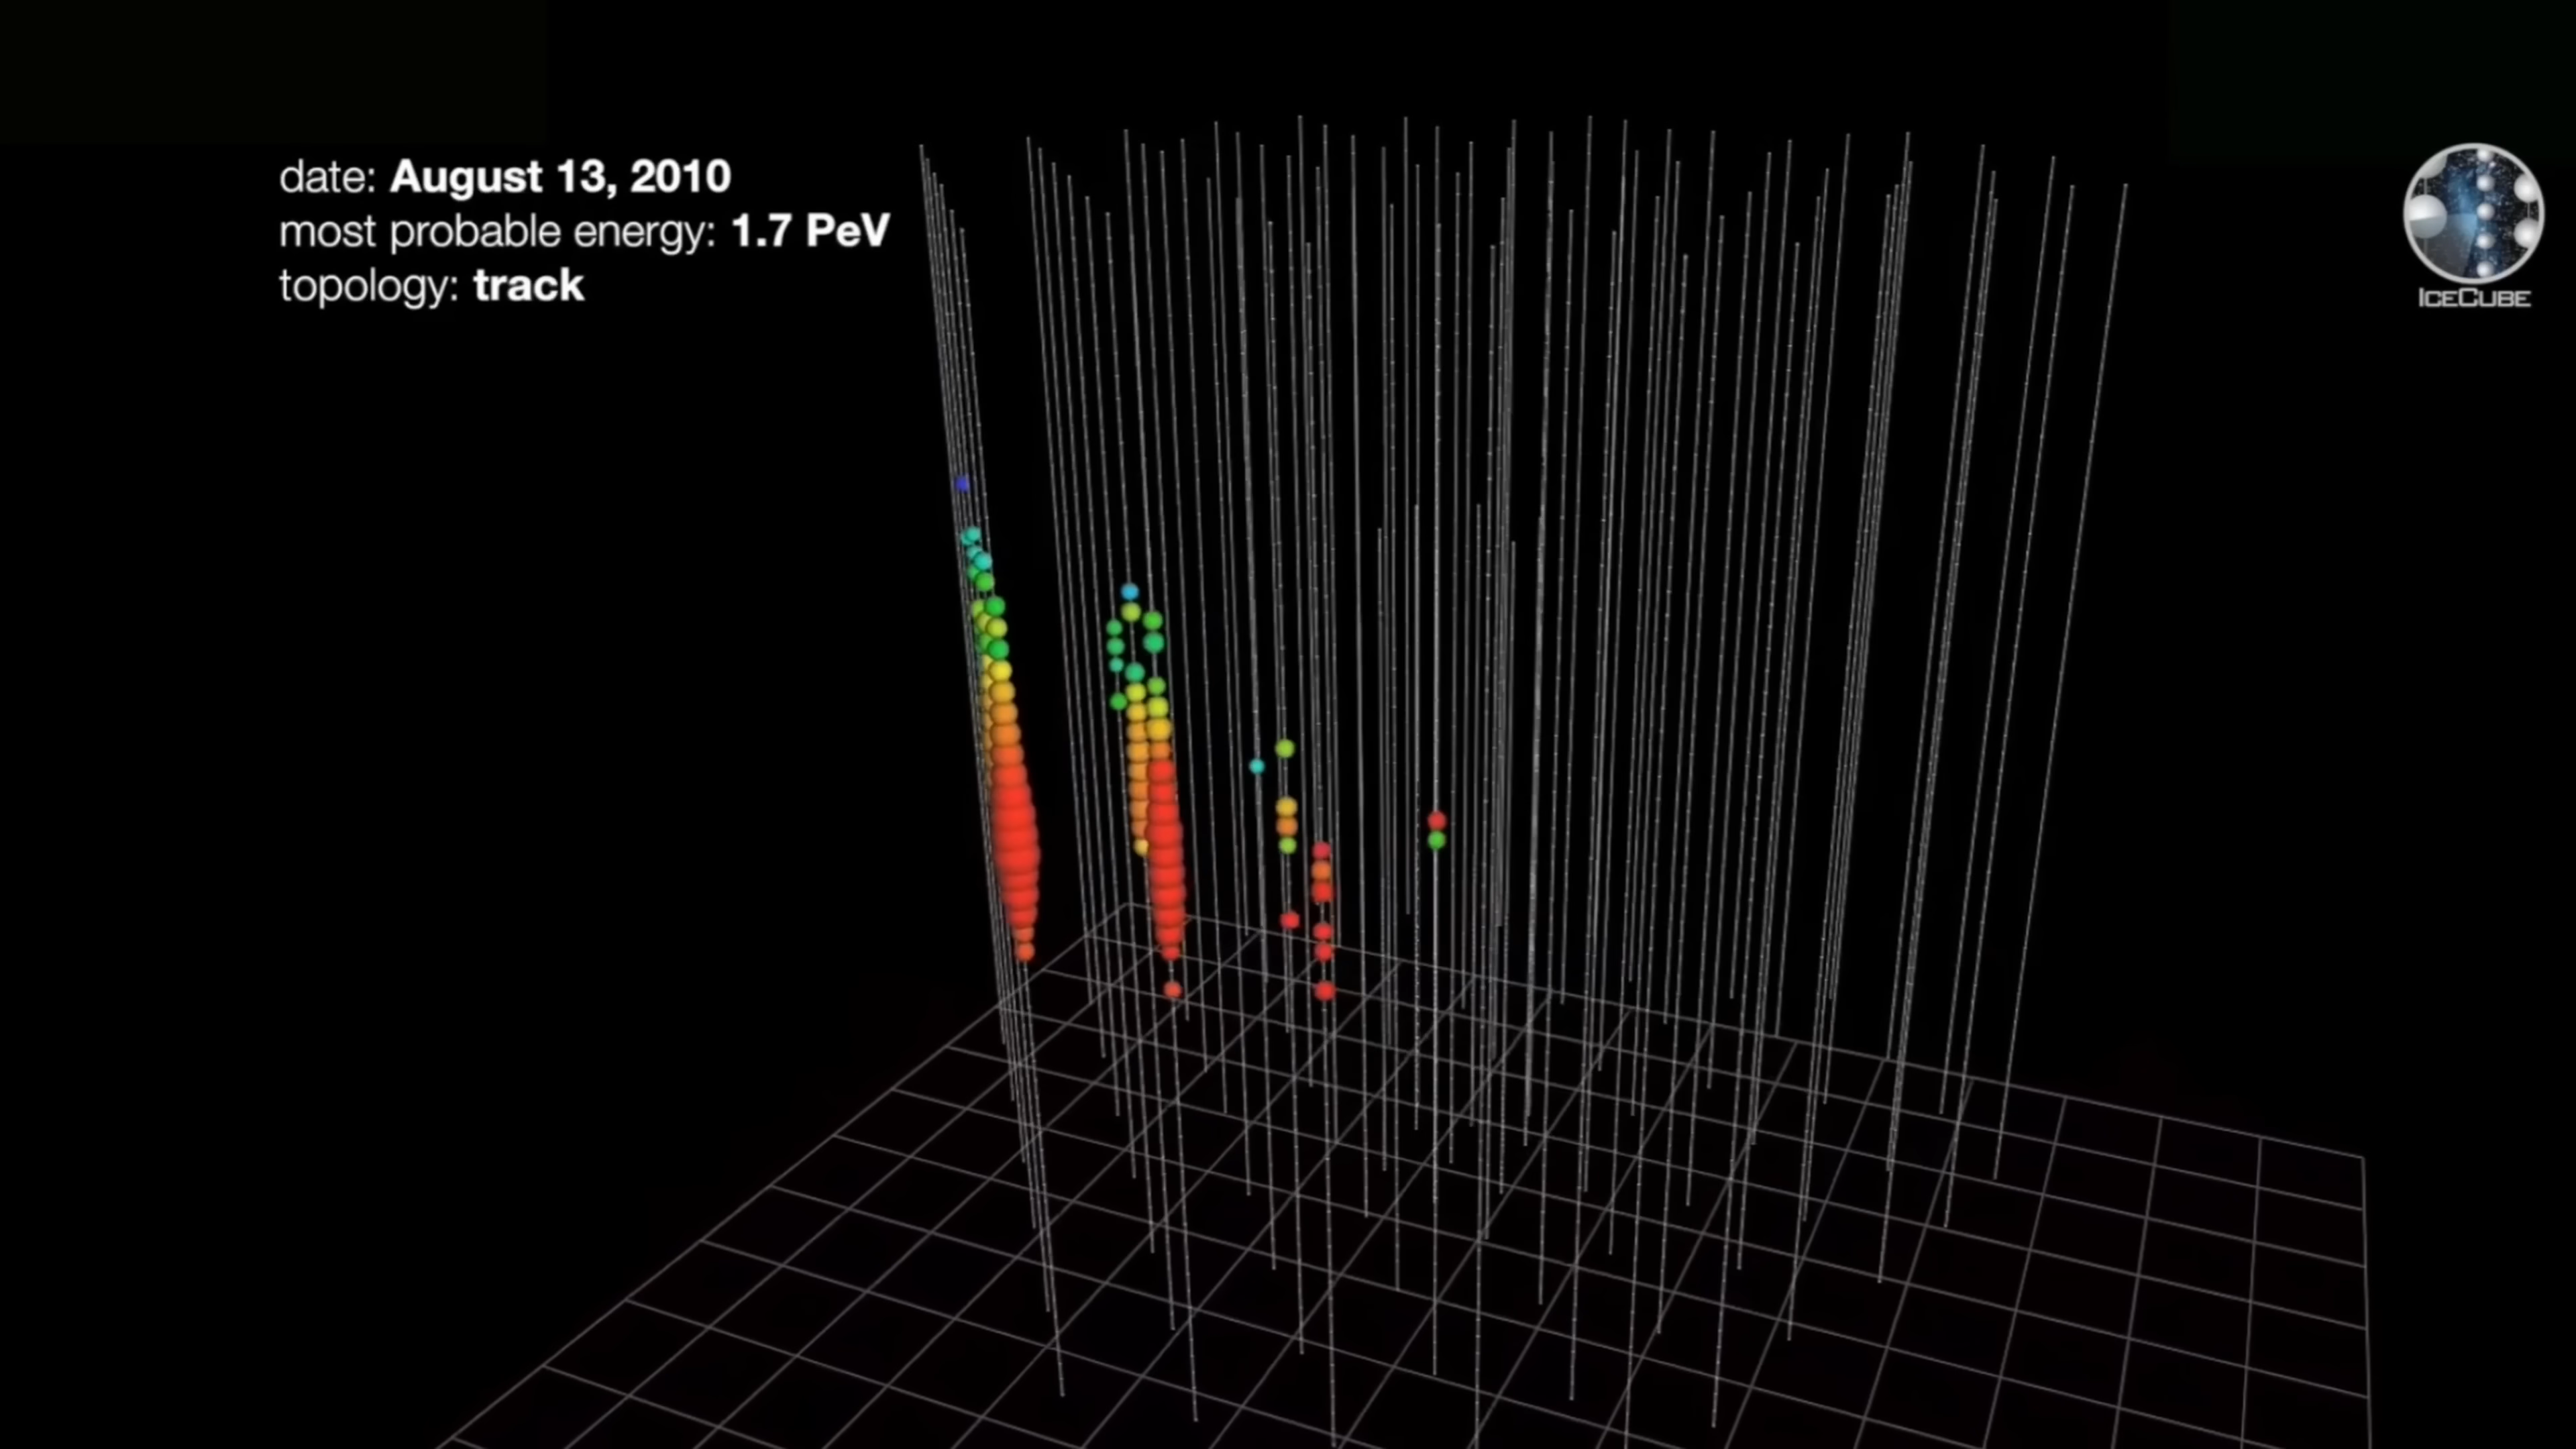 date: August 13, 2010
most probable energy: 1.7 PeV
topology: track
ICECUBE